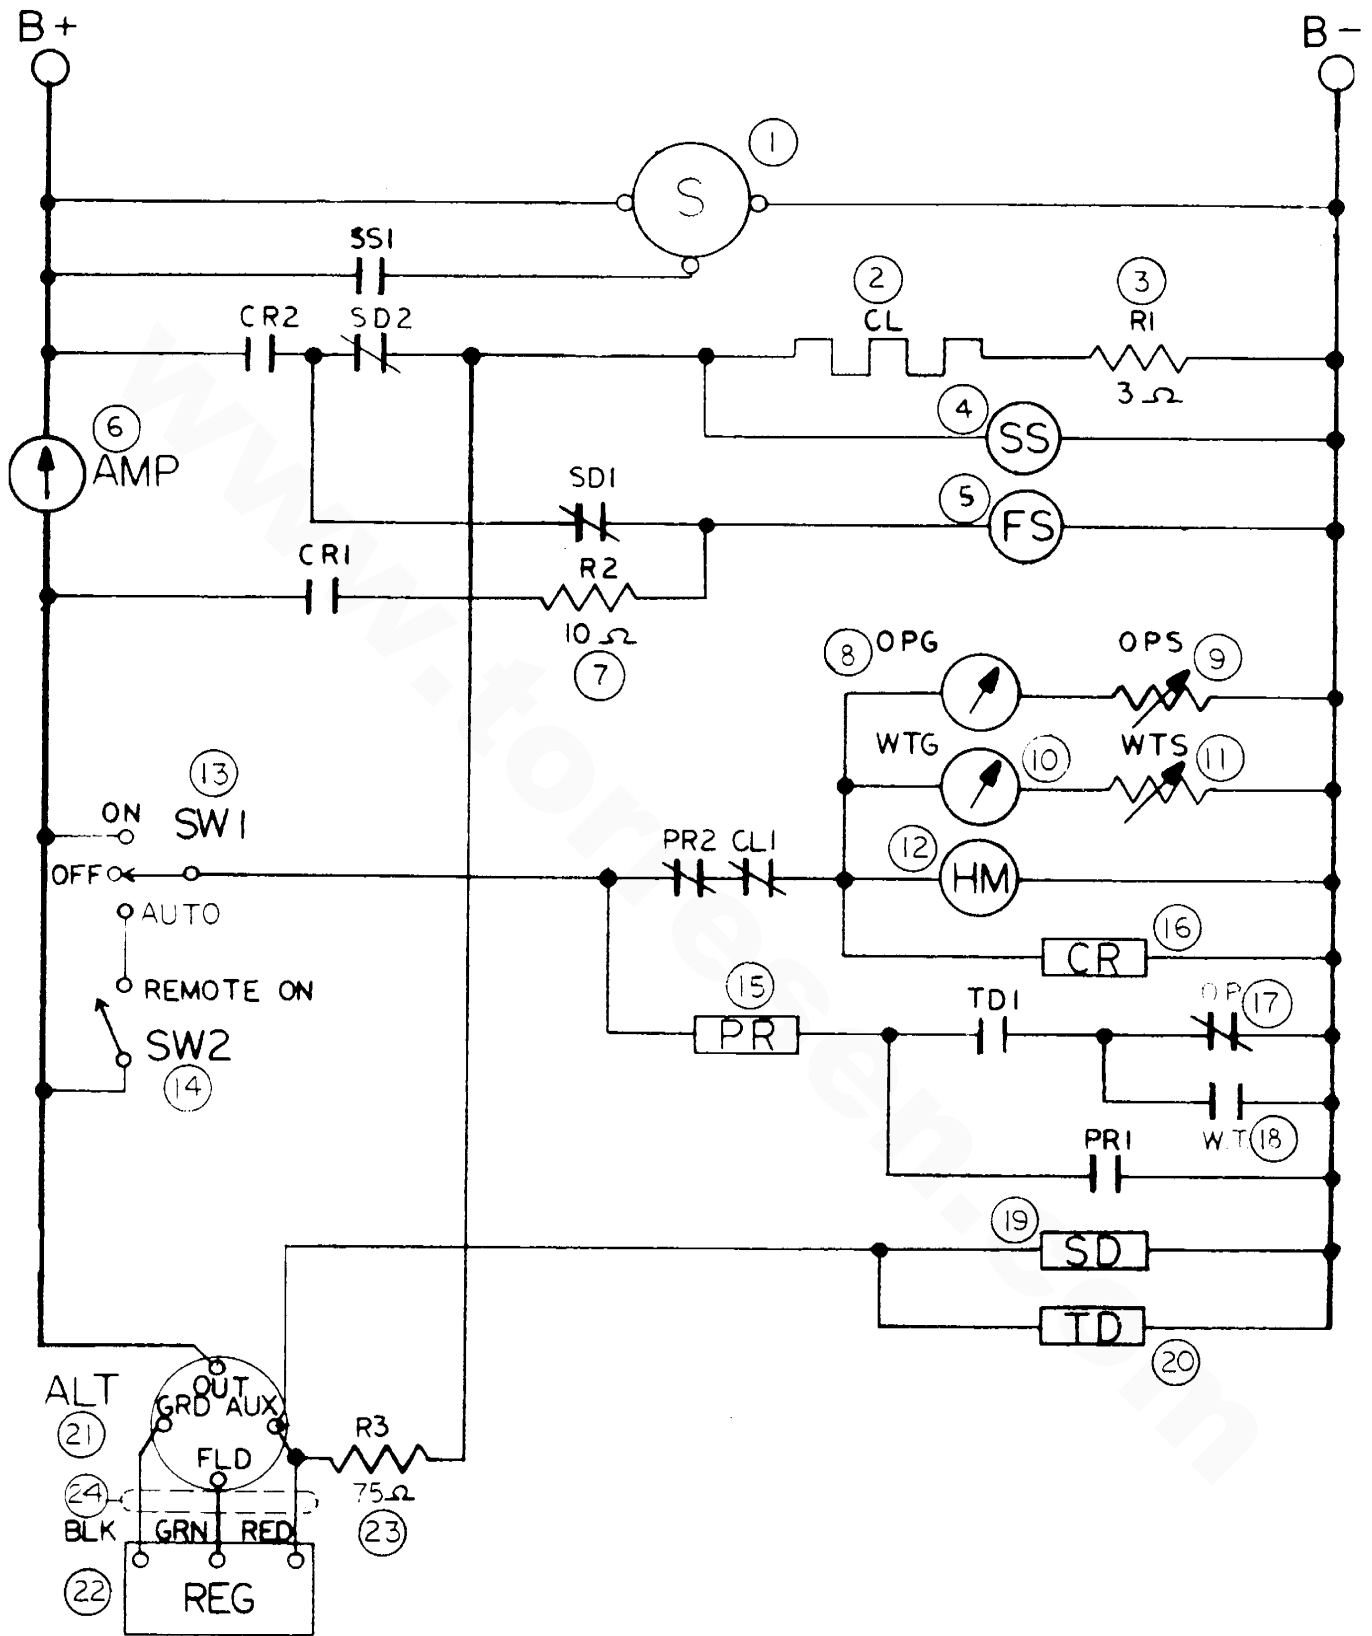 B+
B-
1
S
SS1
2
3
CR2
SD2
CL
R1
3 Ω
4
SS
6
AMP
SD1
5
FS
CR1
R2
10 Ω
7
8
OPG
OPS
9
WTG
10
WTS
11
13
ON
SW1
PR2
CL1
12
HM
OFF
AUTO
16
CR
REMOTE ON
15
PR
TD1
OP
17
SW2
14
W.T
18
PR1
19
SD
TD
20
ALT
21
OUT
GRD
AUX
FLD
R3
75Ω
23
24
BLK
GRN
RED
22
REG
www.torresen.com